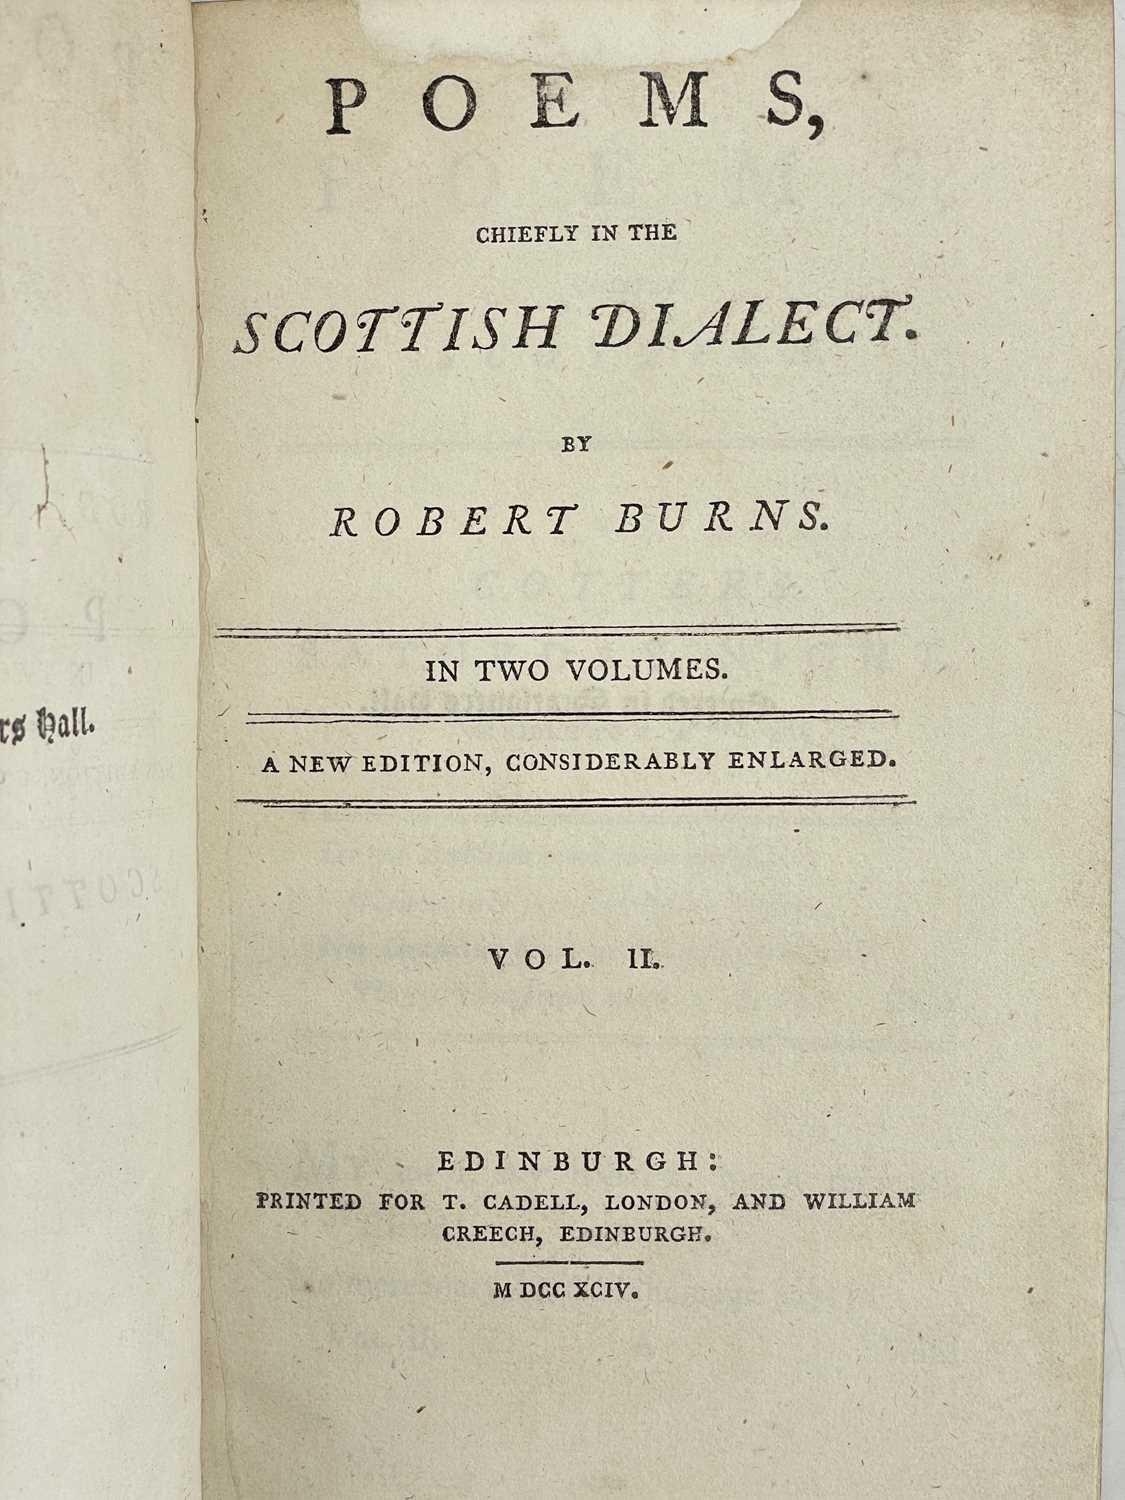 POEMS,
CHIEFLY IN THE
SCOTTISH DIALECT.
BY
ROBERT BURNS.
IN TWO VOLUMES.
A NEW EDITION, CONSIDERABLY ENLARGED.
VOL. II.
EDINBURGH:
PRINTED FOR T. CADELL, LONDON, AND WILLIAM
CREECH, EDINBURGH.
M DCC XCIV.
Hall.